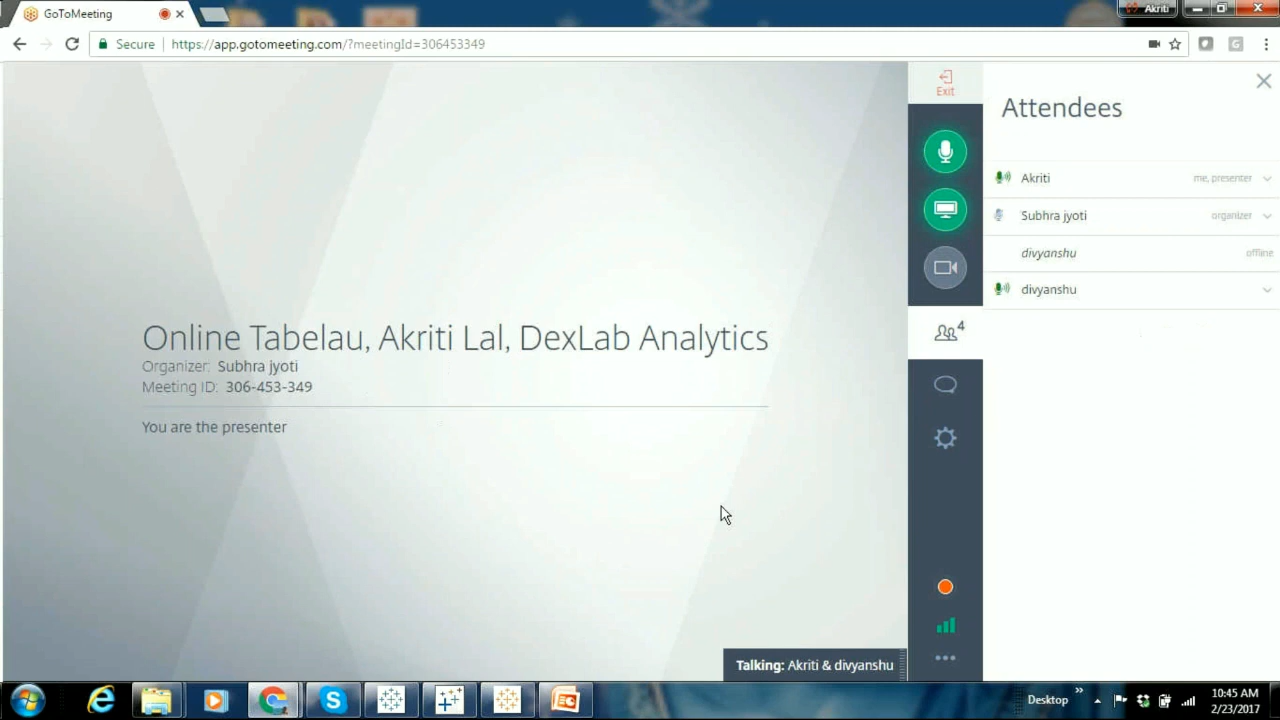 GoToMeeting
Akriti
Secure
https://app.gotomeeting.com/?meetingId=306453349
Exit
Attendees
Akriti me, presenter
Subhra jyoti organizer
divyanshu offline
divyanshu
4
Online Tabelau, Akriti Lal, DexLab Analytics
Organizer: Subhra jyoti
Meeting ID: 306-453-349
You are the presenter
Talking: Akriti & divyanshu
Desktop
10:45 AM
2/23/2017